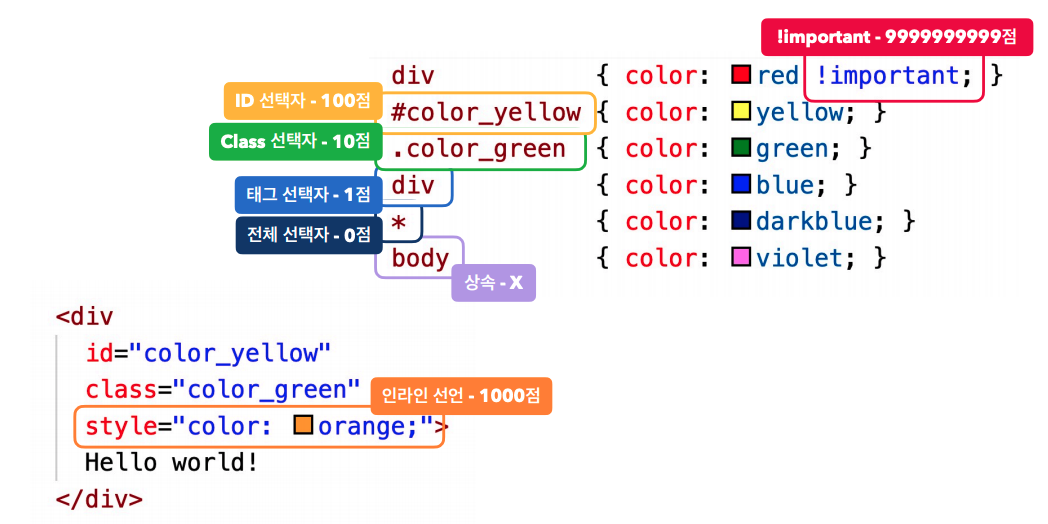 !important - 9999999999점
div { color: red !important; }
ID 선택자 - 100점
#color_yellow { color: yellow; }
Class 선택자 - 10점
.color_green { color: green; }
태그 선택자 - 1점
div { color: blue; }
전체 선택자 - 0점
* { color: darkblue; }
body { color: violet; }
상속 - X
<div
id="color_yellow"
class="color_green"
인라인 선언 - 1000점
style="color: orange;">
Hello world!
</div>